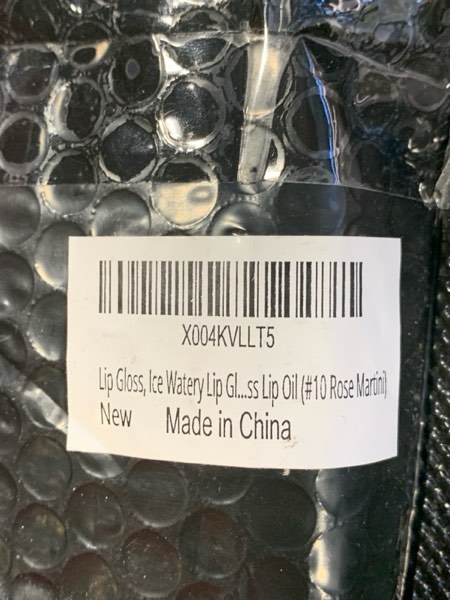 X004KVLLT5
Lip Gloss, Ice Watery Lip Gl...ss Lip Oil (#10 Rose Martini)
New Made in China